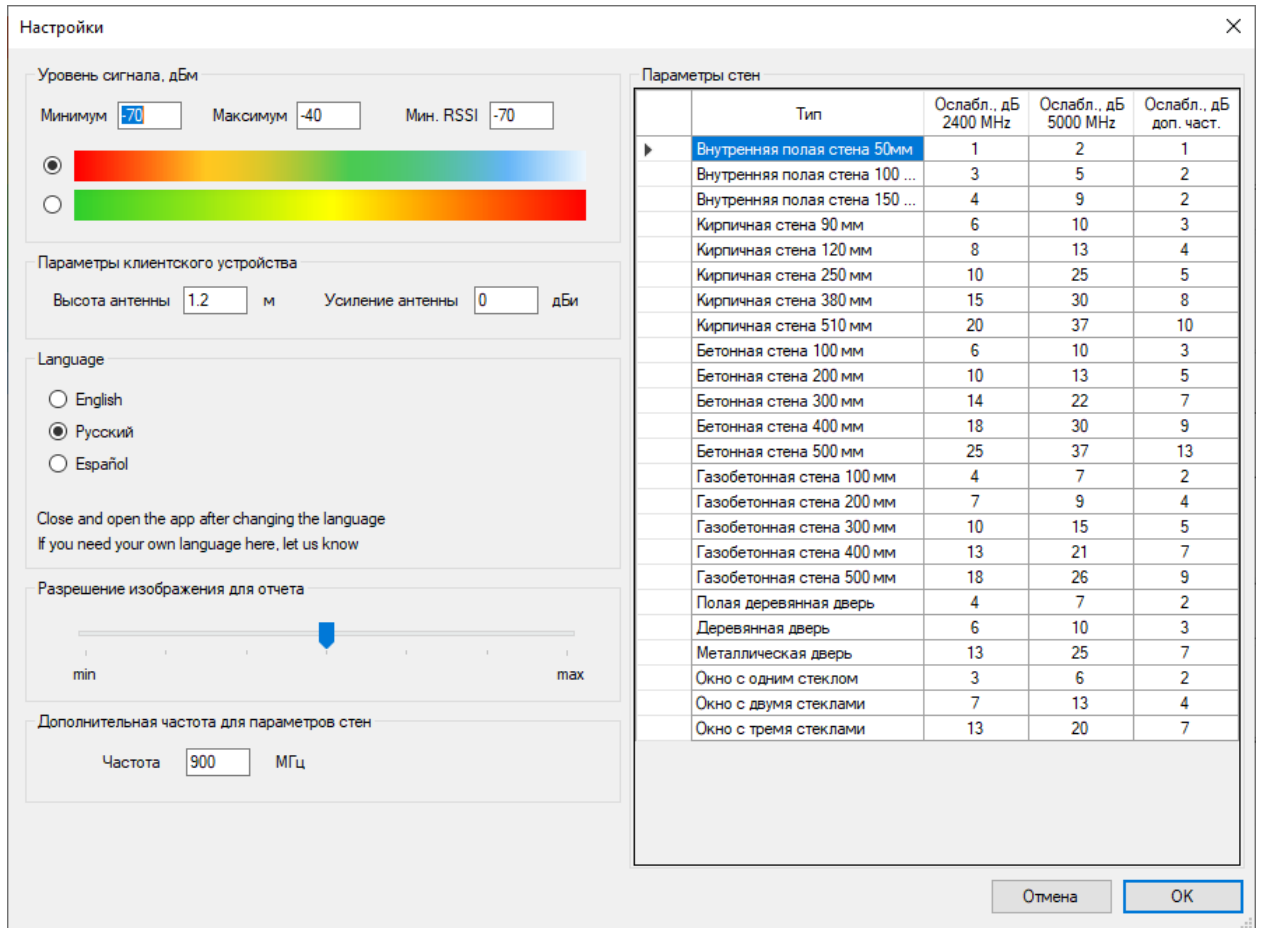 Настройки
Уровень сигнала, дБм
Минимум -70 Максимум -40 Мин. RSSI -70
Параметры клиентского устройства
Высота антенны 1.2 м Усиление антенны 0 дБи
Language
English
Русский
Español
Close and open the app after changing the language
If you need your own language here, let us know
Разрешение изображения для отчета
min max
Дополнительная частота для параметров стен
Частота 900 МГц
Параметры стен
Тип Ослабл., дБ 2400 MHz Ослабл., дБ 5000 MHz Ослабл., дБ доп. част.
Внутренняя полая стена 50мм 1 2 1
Внутренняя полая стена 100 ... 3 5 2
Внутренняя полая стена 150 ... 4 9 2
Кирпичная стена 90 мм 6 10 3
Кирпичная стена 120 мм 8 13 4
Кирпичная стена 250 мм 10 25 5
Кирпичная стена 380 мм 15 30 8
Кирпичная стена 510 мм 20 37 10
Бетонная стена 100 мм 6 10 3
Бетонная стена 200 мм 10 13 5
Бетонная стена 300 мм 14 22 7
Бетонная стена 400 мм 18 30 9
Бетонная стена 500 мм 25 37 13
Газобетонная стена 100 мм 4 7 2
Газобетонная стена 200 мм 7 9 4
Газобетонная стена 300 мм 10 15 5
Газобетонная стена 400 мм 13 21 7
Газобетонная стена 500 мм 18 26 9
Полая деревянная дверь 4 7 2
Деревянная дверь 6 10 3
Металлическая дверь 13 25 7
Окно с одним стеклом 3 6 2
Окно с двумя стеклами 7 13 4
Окно с тремя стеклами 13 20 7
Отмена OK